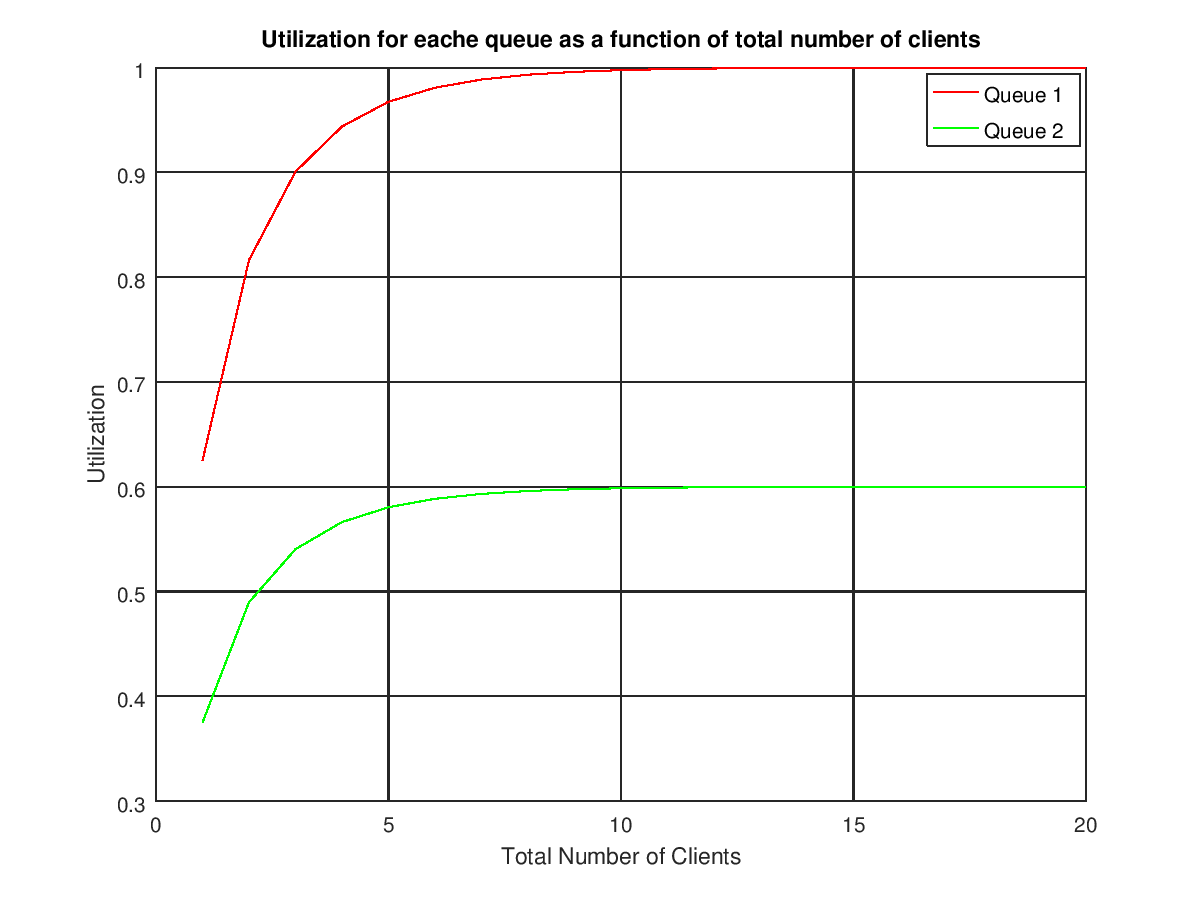 Utilization for eache queue as a function of total number of clients
1
0.9
0.8
0.7
0.6
0.5
0.4
0.3
Utilization
Queue 1
Queue 2
0 5 10 15 20
Total Number of Clients